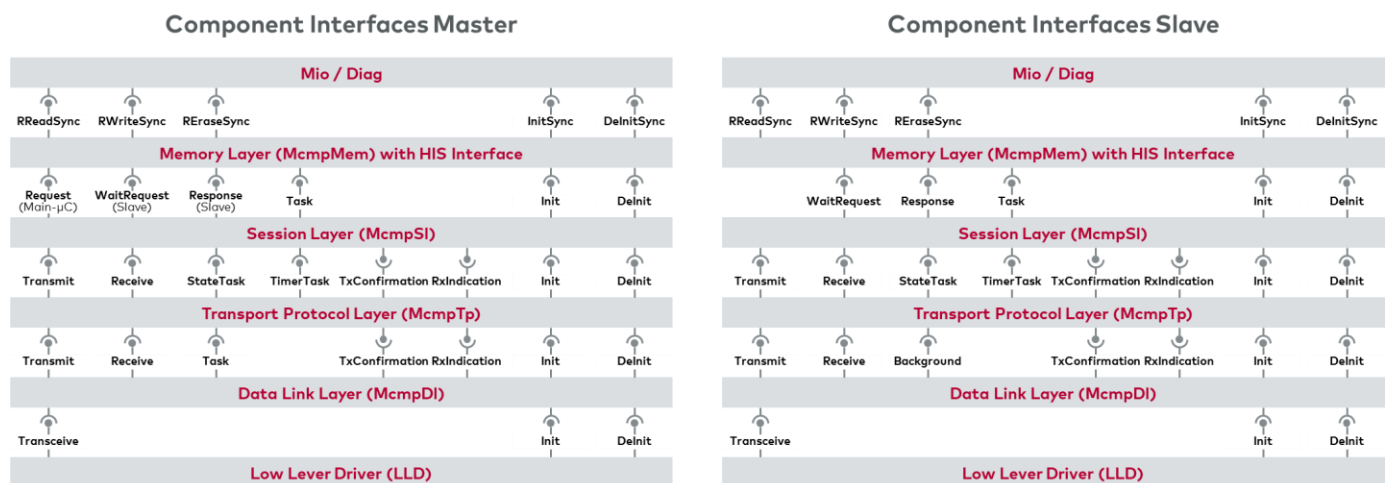 Component Interfaces Master
Mio / Diag
RReadSync RWriteSync REraseSync InitSync DeInitSync
Memory Layer (McmpMem) with HIS Interface
Request WaitRequest Response Task Init DeInit
(Main-µC) (Slave) (Slave)
Session Layer (McmpSl)
Transmit Receive StateTask TimerTask TxConfirmation RxIndication Init DeInit
Transport Protocol Layer (McmpTp)
Transmit Receive Task TxConfirmation RxIndication Init DeInit
Data Link Layer (McmpDl)
Transceive Init DeInit
Low Lever Driver (LLD)
Component Interfaces Slave
Mio / Diag
RReadSync RWriteSync REraseSync InitSync DeInitSync
Memory Layer (McmpMem) with HIS Interface
WaitRequest Response Task Init DeInit
Session Layer (McmpSl)
Transmit Receive StateTask TimerTask TxConfirmation RxIndication Init DeInit
Transport Protocol Layer (McmpTp)
Transmit Receive Background TxConfirmation RxIndication Init DeInit
Data Link Layer (McmpDl)
Transceive Init DeInit
Low Lever Driver (LLD)